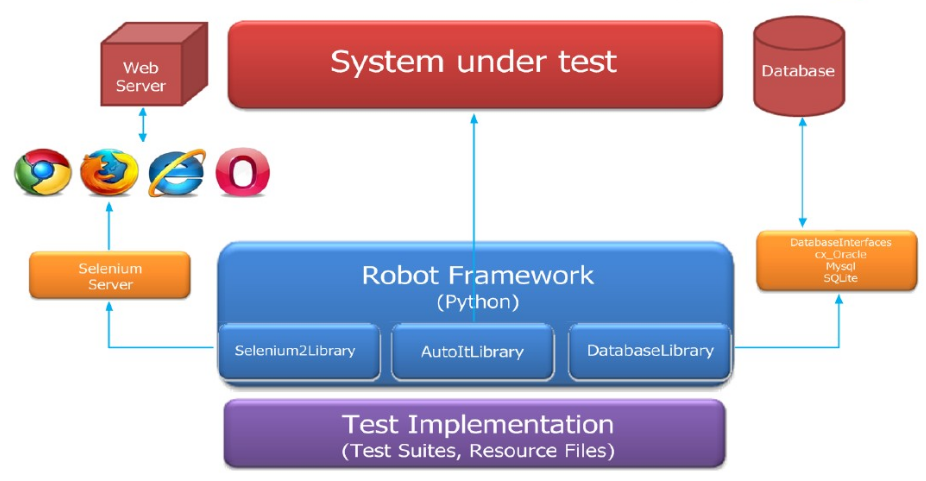 Web
Server
System under test
Database
Selenium
Server
DatabaseInterfaces
cx_Oracle
Mysql
SQLite
Robot Framework
(Python)
Selenium2Library
AutoItLibrary
DatabaseLibrary
Test Implementation
(Test Suites, Resource Files)